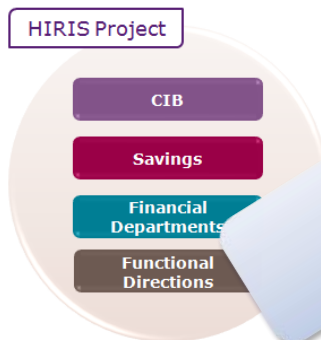 HIRIS Project
CIB
Savings
Financial
Departments
Functional
Directions